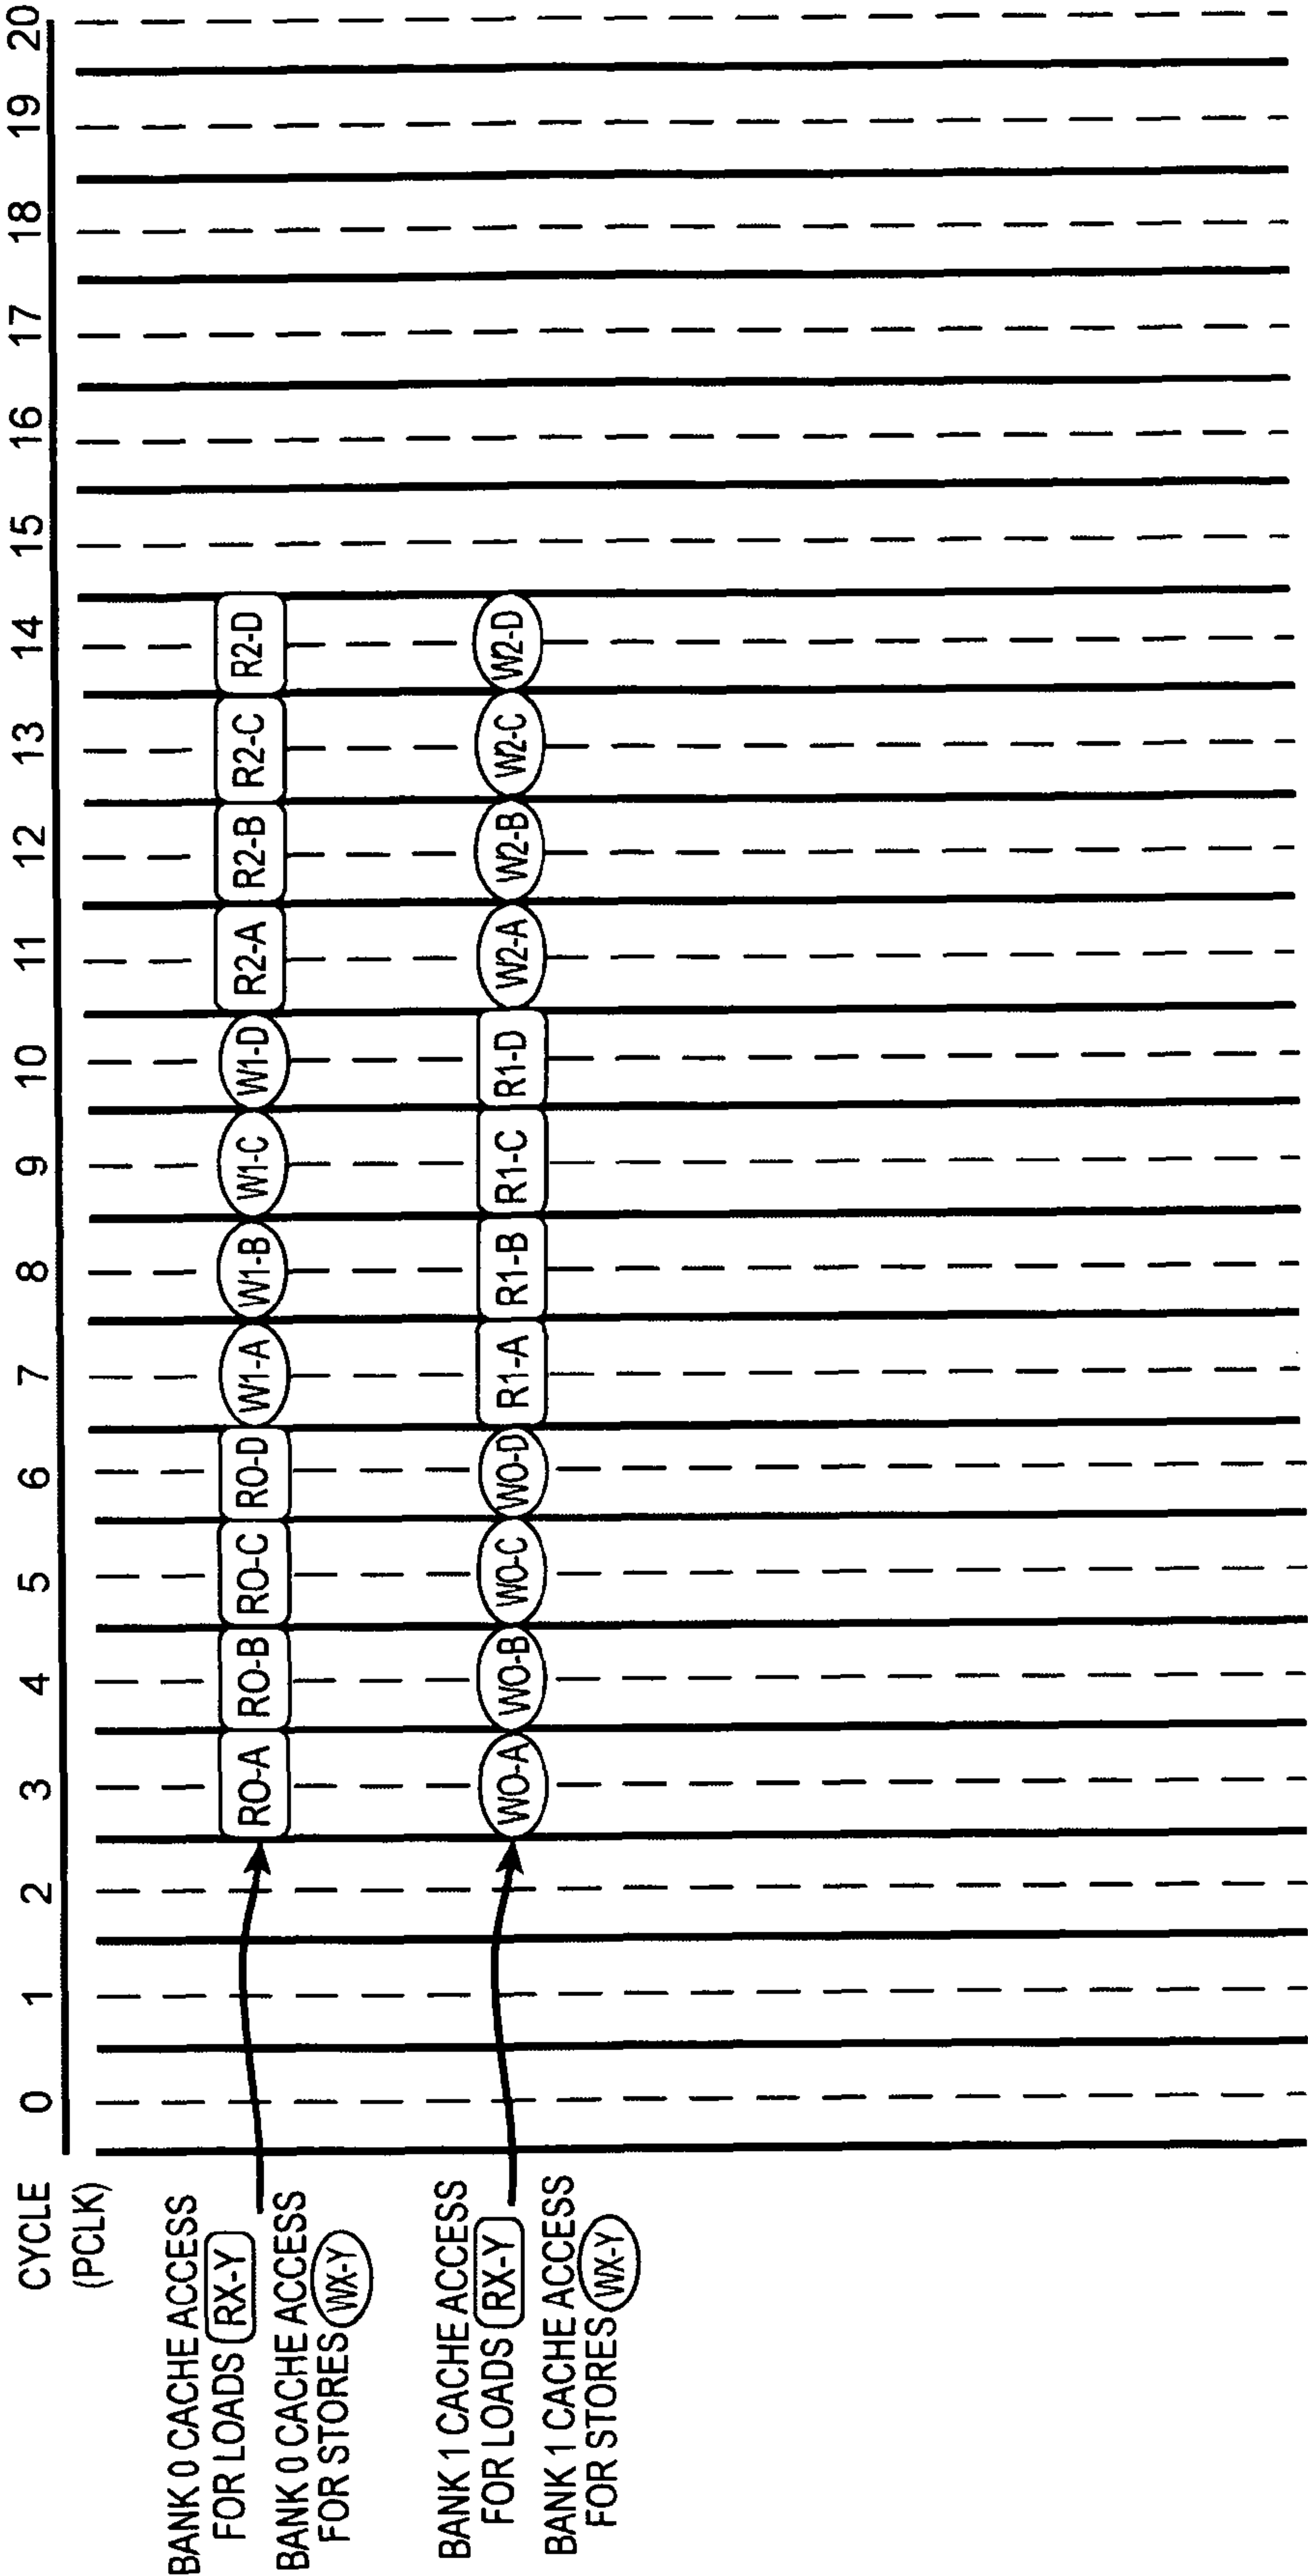 CYCLE 0 1 2 3 4 5 6 7 8 9 10 11 12 13 14 15 16 17 18 19 20
(PCLK)
BANK 0 CACHE ACCESS
FOR LOADS RX-Y
BANK 0 CACHE ACCESS
FOR STORES WX-Y
RO-A RO-B RO-C RO-D W1-A W1-B W1-C W1-D R2-A R2-B R2-C R2-D
BANK 1 CACHE ACCESS
FOR LOADS RX-Y
BANK 1 CACHE ACCESS
FOR STORES WX-Y
WO-A WO-B WO-C WO-D R1-A R1-B R1-C R1-D W2-A W2-B W2-C W2-D